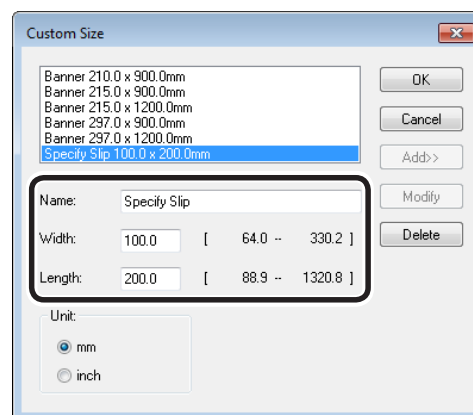 Custom Size
Banner 210.0 x 900.0mm
Banner 215.0 x 900.0mm
Banner 215.0 x 1200.0mm
Banner 297.0 x 900.0mm
Banner 297.0 x 1200.0mm
Specify Slip 100.0 x 200.0mm
OK
Cancel
Add>>
Modify
Delete
Name: Specify Slip
Width: 100.0 [ 64.0 -- 330.2 ]
Length: 200.0 [ 88.9 -- 1320.8 ]
Unit:
mm
inch